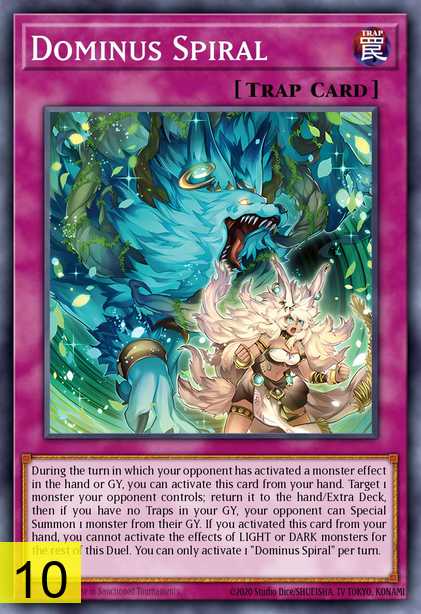 DOMINUS SPIRAL
TRAP
罠
[TRAP CARD]
During the turn in which your opponent has activated a monster effect
in the hand or GY, you can activate this card from your hand. Target 1
monster your opponent controls; return it to the hand/Extra Deck,
then if you have no Traps in your GY, your opponent can Special
Summon 1 monster from their GY. If you activated this card from your
hand, you cannot activate the effects of LIGHT or DARK monsters for
the rest of this Duel. You can only activate 1 "Dominus Spiral" per turn.
10
in Sanctioned Tournaments
©2020 Studio Dice/SHUEISHA, TV TOKYO, KONAMI